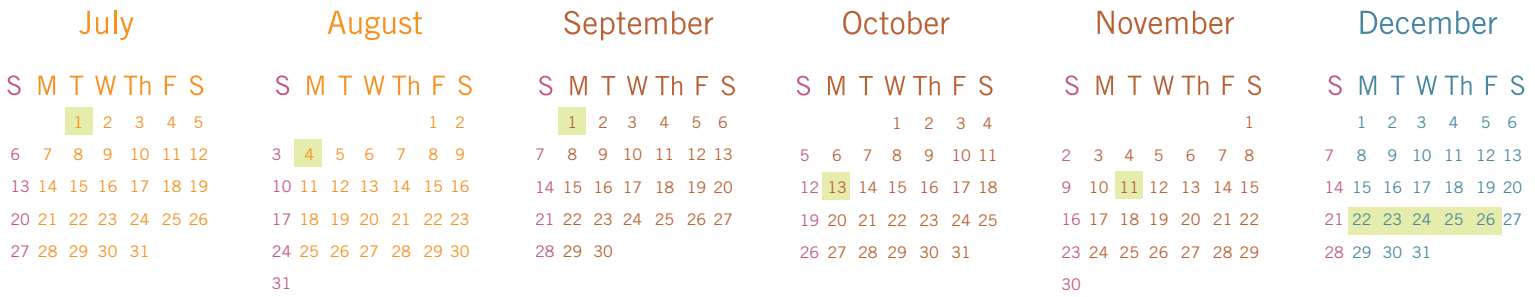 July
S M T W Th F S
1 2 3 4 5
6 7 8 9 10 11 12
13 14 15 16 17 18 19
20 21 22 23 24 25 26
27 28 29 30 31
August
S M T W Th F S
1 2
3 4 5 6 7 8 9
10 11 12 13 14 15 16
17 18 19 20 21 22 23
24 25 26 27 28 29 30
31
September
S M T W Th F S
1 2 3 4 5 6
7 8 9 10 11 12 13
14 15 16 17 18 19 20
21 22 23 24 25 26 27
28 29 30
October
S M T W Th F S
1 2 3 4
5 6 7 8 9 10 11
12 13 14 15 16 17 18
19 20 21 22 23 24 25
26 27 28 29 30 31
November
S M T W Th F S
1
2 3 4 5 6 7 8
9 10 11 12 13 14 15
16 17 18 19 20 21 22
23 24 25 26 27 28 29
30
December
S M T W Th F S
1 2 3 4 5 6
7 8 9 10 11 12 13
14 15 16 17 18 19 20
21 22 23 24 25 26 27
28 29 30 31